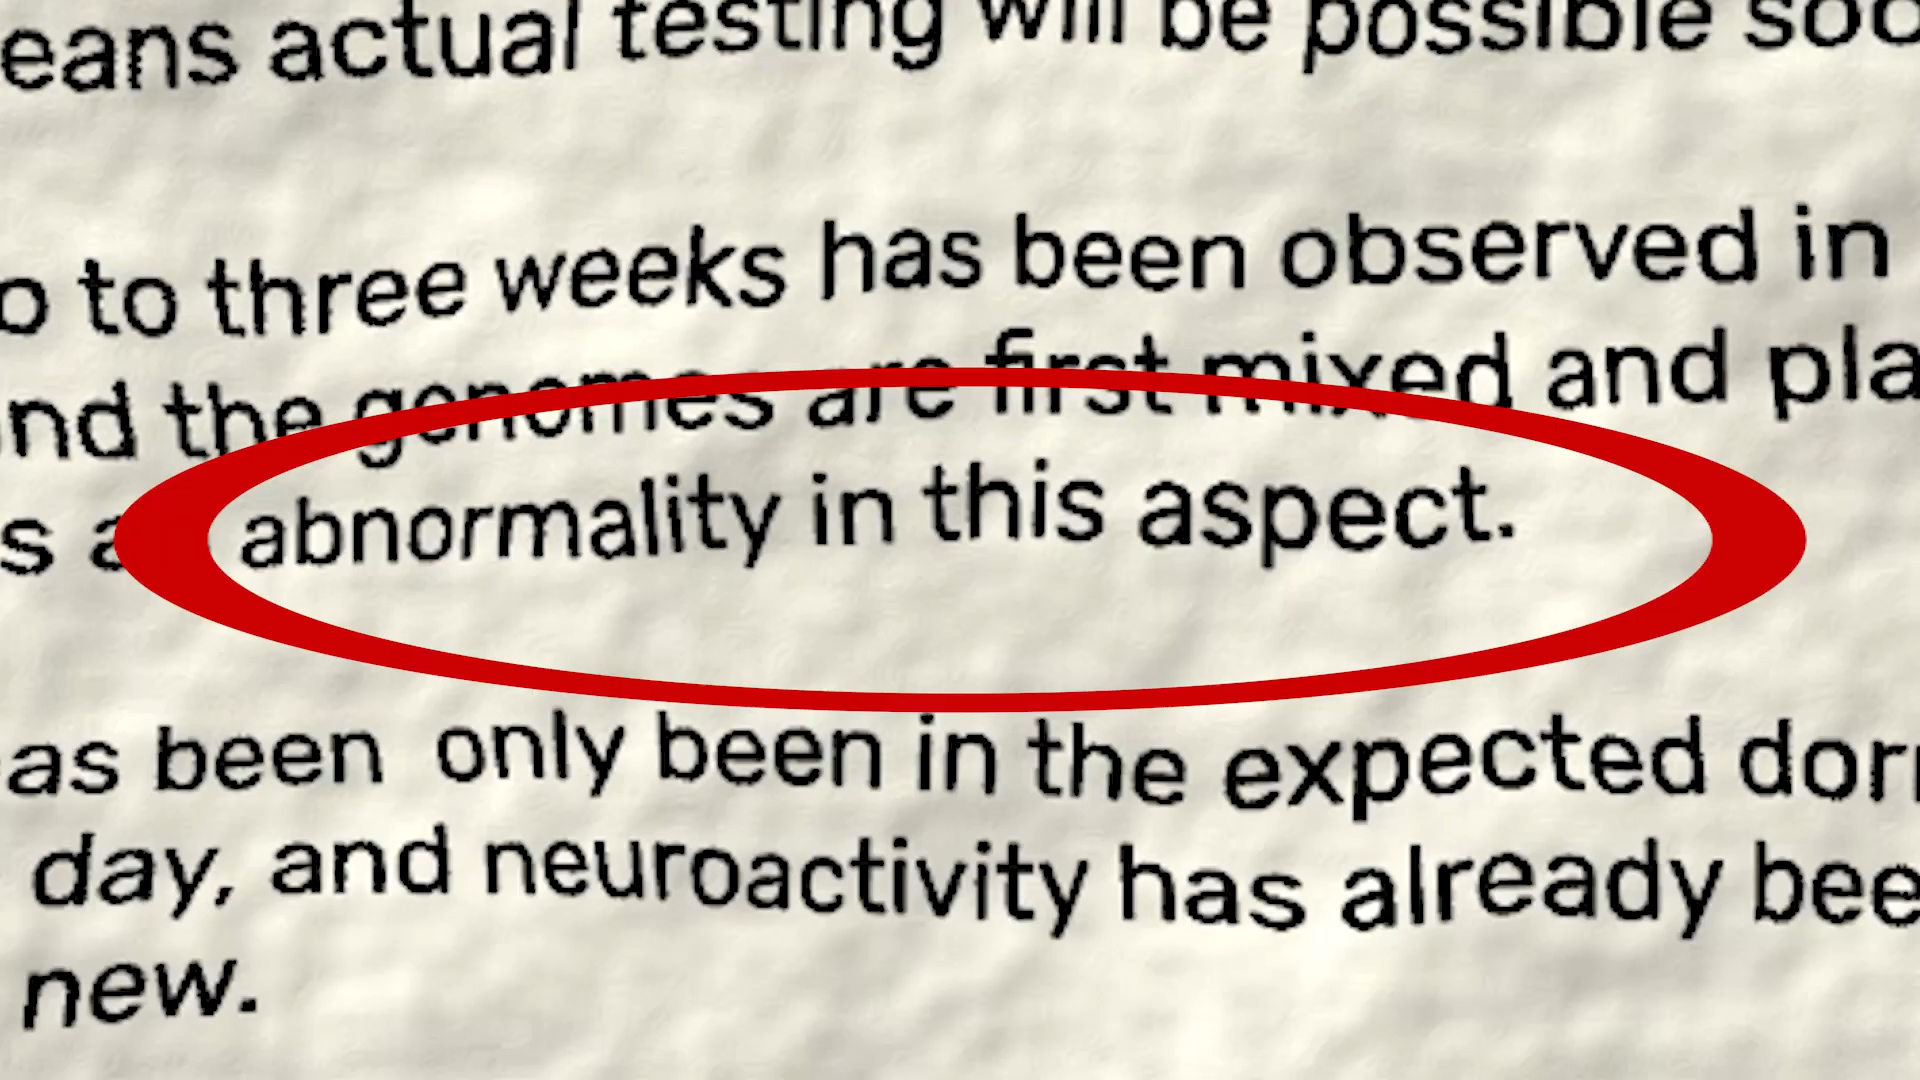 eans actual testing will be possible soo
o to three weeks has been observed in
nd the genomes are first mixed and pla
s a abnormality in this aspect.
as been only been in the expected dor
day, and neuroactivity has already bee
new.